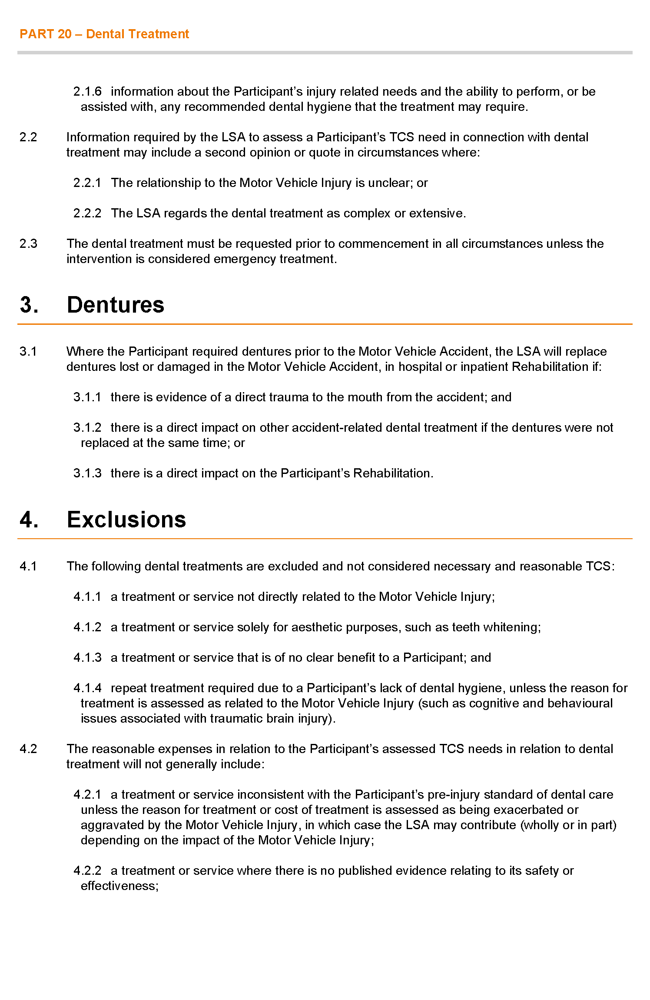 PART 20 – Dental Treatment
2.1.6 information about the Participant’s injury related needs and the ability to perform, or be
assisted with, any recommended dental hygiene that the treatment may require.
2.2 Information required by the LSA to assess a Participant’s TCS need in connection with dental
treatment may include a second opinion or quote in circumstances where:
2.2.1 The relationship to the Motor Vehicle Injury is unclear; or
2.2.2 The LSA regards the dental treatment as complex or extensive.
2.3 The dental treatment must be requested prior to commencement in all circumstances unless the
intervention is considered emergency treatment.
3. Dentures
3.1 Where the Participant required dentures prior to the Motor Vehicle Accident, the LSA will replace
dentures lost or damaged in the Motor Vehicle Accident, in hospital or inpatient Rehabilitation if:
3.1.1 there is evidence of a direct trauma to the mouth from the accident; and
3.1.2 there is a direct impact on other accident-related dental treatment if the dentures were not
replaced at the same time; or
3.1.3 there is a direct impact on the Participant’s Rehabilitation.
4. Exclusions
4.1 The following dental treatments are excluded and not considered necessary and reasonable TCS:
4.1.1 a treatment or service not directly related to the Motor Vehicle Injury;
4.1.2 a treatment or service solely for aesthetic purposes, such as teeth whitening;
4.1.3 a treatment or service that is of no clear benefit to a Participant; and
4.1.4 repeat treatment required due to a Participant’s lack of dental hygiene, unless the reason for
treatment is assessed as related to the Motor Vehicle Injury (such as cognitive and behavioural
issues associated with traumatic brain injury).
4.2 The reasonable expenses in relation to the Participant’s assessed TCS needs in relation to dental
treatment will not generally include:
4.2.1 a treatment or service inconsistent with the Participant’s pre-injury standard of dental care
unless the reason for treatment or cost of treatment is assessed as being exacerbated or
aggravated by the Motor Vehicle Injury, in which case the LSA may contribute (wholly or in part)
depending on the impact of the Motor Vehicle Injury;
4.2.2 a treatment or service where there is no published evidence relating to its safety or
effectiveness;